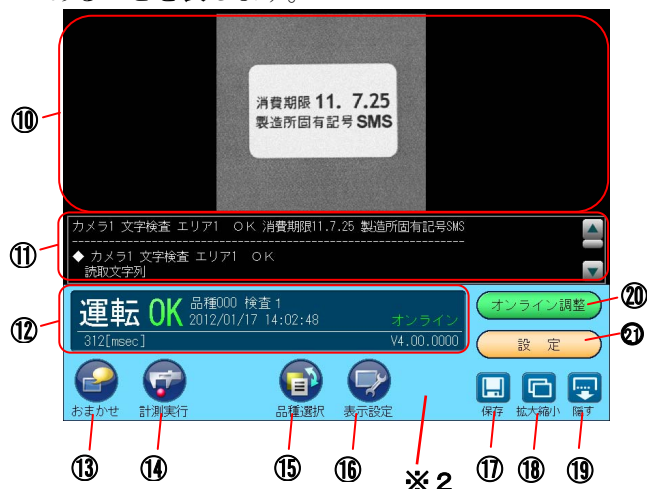 ⑩
消費期限 11. 7.25
製造所固有記号 SMS
⑪
カメラ1 文字検査 エリア1 OK 消費期限11.7.25 製造所固有記号SMS
------------------------------------------------------------
◆ カメラ1 文字検査 エリア1 OK
読取文字列
⑫
運転 OK 品種000 検査 1
2012/01/17 14:02:48 オンライン
312[msec] V4.00.0000
オンライン調整 ⑳
設 定 ㉑
おまかせ 計測実行 品種選択 表示設定 保存 拡大縮小 隠す
⑬ ⑭ ⑮ ⑯ ※2 ⑰ ⑱ ⑲